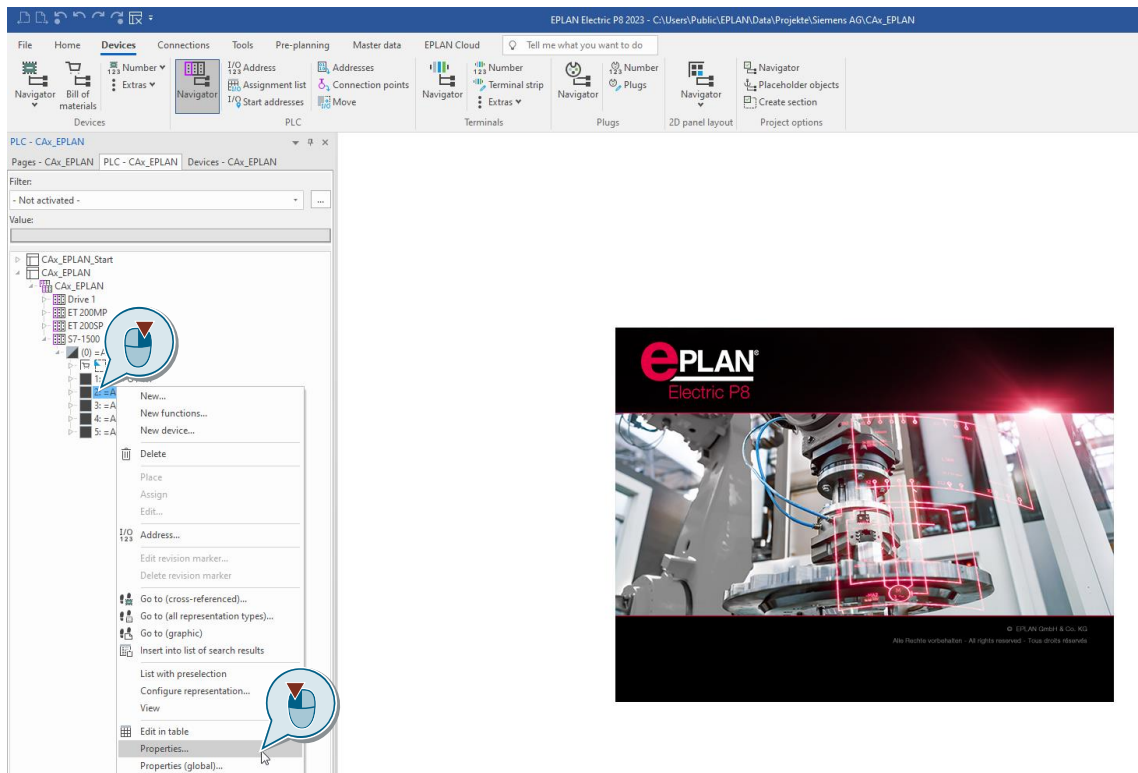 EPLAN Electric P8 2023 - C:\Users\Public\EPLAN\Data\Projekte\Siemens AG\CAx_EPLAN
File Home Devices Connections Tools Pre-planning Master data EPLAN Cloud Tell me what you want to do
Navigator
Bill of materials
123 Number
Extras
Devices
Navigator
I/O 123 Address
Assignment list
I/O Start addresses
Addresses
Connection points
Move
PLC
Navigator
123 Number
Terminal strip
Extras
Terminals
Navigator
123 Number
Plugs
Plugs
Navigator
2D panel layout
Navigator
Placeholder objects
Create section
Project options
PLC - CAx_EPLAN
Pages - CAx_EPLAN PLC - CAx_EPLAN Devices - CAx_EPLAN
Filter:
- Not activated - ...
Value:
CAx_EPLAN_Start
CAx_EPLAN
CAx_EPLAN
Drive 1
ET 200MP
ET 200SP
S7-1500
(0) =A
1:
2: =A
3: =A
4: =A
5: =A
New...
New functions...
New device...
Delete
Place
Assign
Edit...
I/O 123 Address...
Edit revision marker...
Delete revision marker
Go to (cross-referenced)...
Go to (all representation types)...
Go to (graphic)
Insert into list of search results
List with preselection
Configure representation...
View
Edit in table
Properties...
Properties (global)...
ePLAN®
Electric P8
© EPLAN GmbH & Co. KG
Alle Rechte vorbehalten - All rights reserved - Tous droits réservés